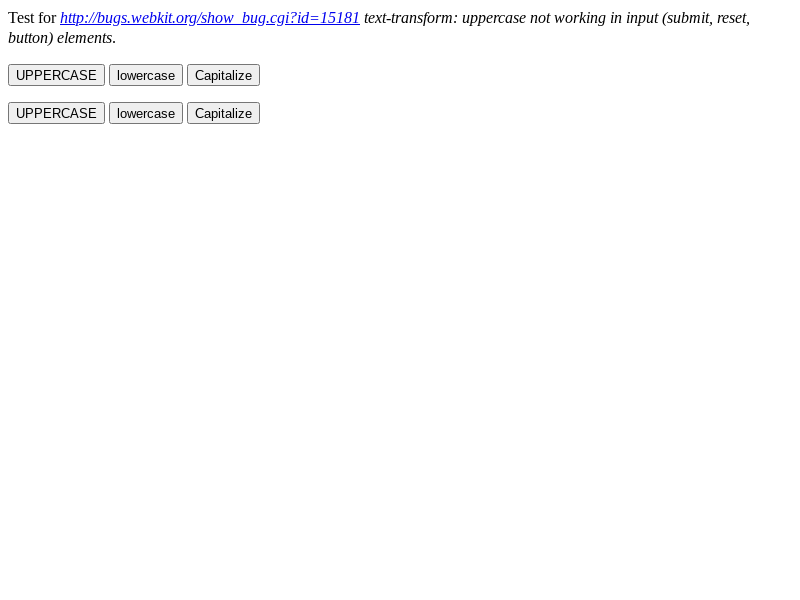 Test for http://bugs.webkit.org/show_bug.cgi?id=15181 text-transform: uppercase not working in input (submit, reset,
button) elements.
UPPERCASE lowercase Capitalize
UPPERCASE lowercase Capitalize